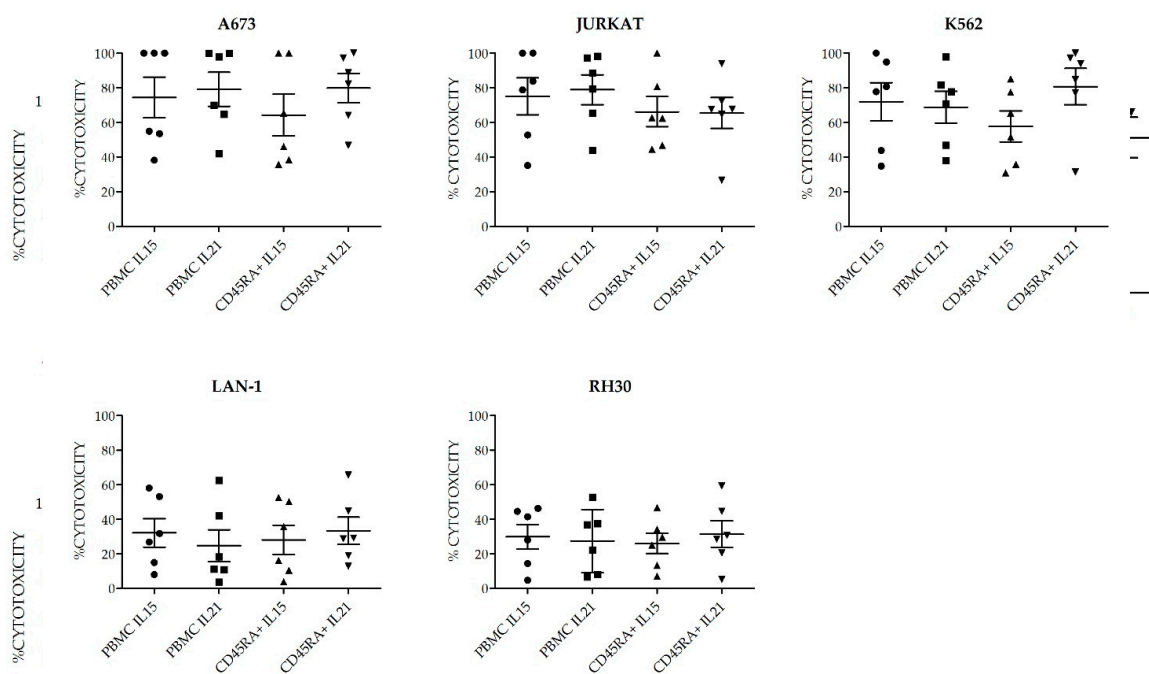 A673
JURKAT
K562
%CYTOTOXICITY
1
%CYTOTOXICITY
100
80
60
40
20
0
PBMC IL15
PBMC IL21
CD45RA+ IL15
CD45RA+ IL21
% CYTOTOXICITY
100
80
60
40
20
0
PBMC IL15
PBMC IL21
CD45RA+ IL15
CD45RA+ IL21
% CYTOTOXICITY
100
80
60
40
20
0
PBMC IL15
PBMC IL21
CD45RA+ IL15
CD45RA+ IL21
LAN-1
RH30
%CYTOTOXICITY
1
%CYTOTOXICITY
100
80
60
40
20
0
PBMC IL15
PBMC IL21
CD45RA+ IL15
CD45RA+ IL21
% CYTOTOXICITY
100
80
60
40
20
0
PBMC IL15
PBMC IL21
CD45RA+ IL15
CD45RA+ IL21